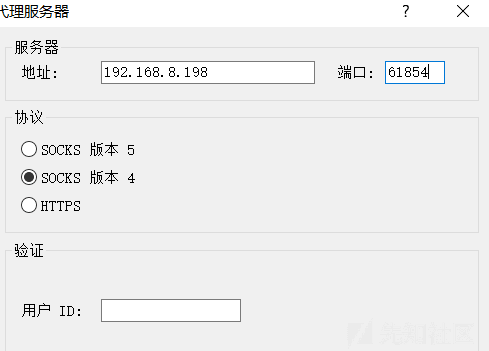 代理服务器 ?
服务器
地址: 192.168.8.198 端口: 61854
协议
SOCKS 版本 5
SOCKS 版本 4
HTTPS
验证
用户 ID:
先知社区